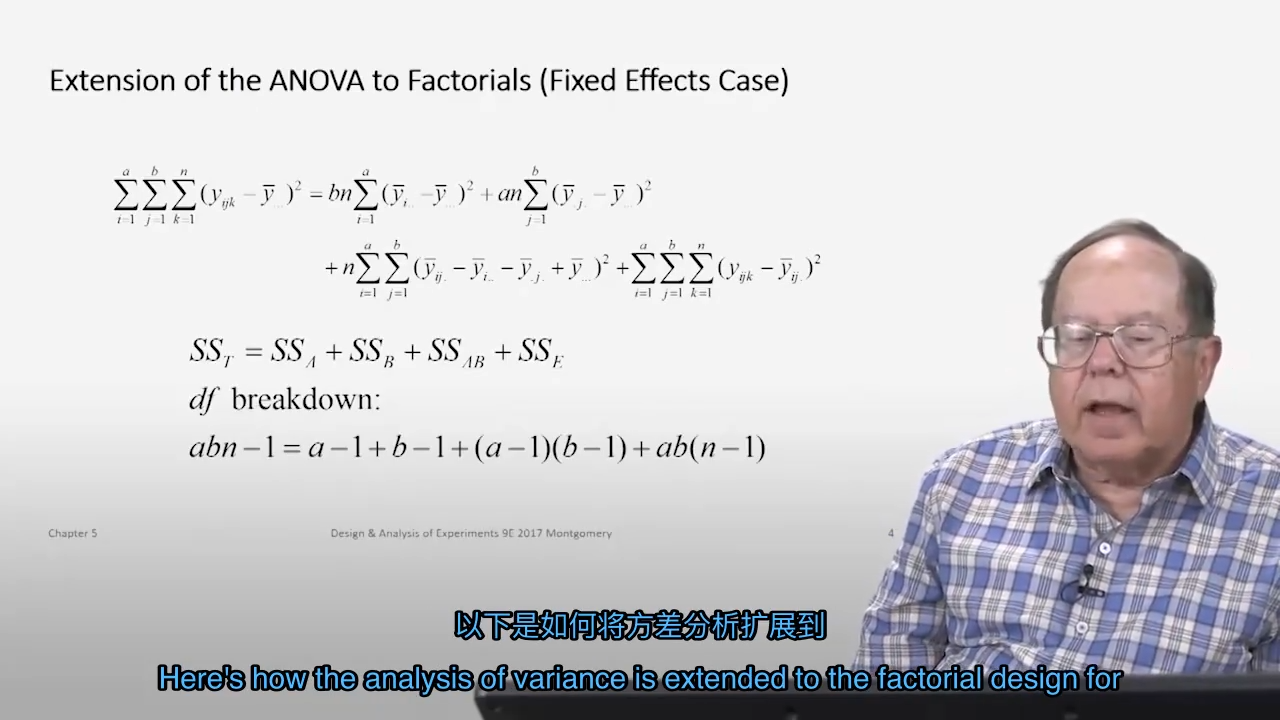 Extension of the ANOVA to Factorials (Fixed Effects Case)
$\sum_{i=1}^{a}\sum_{j=1}^{b}\sum_{k=1}^{n}(y_{ijk}-\bar{y}_{...})^2 = bn\sum_{i=1}^{a}(\bar{y}_{i..}-\bar{y}_{...})^2 + an\sum_{j=1}^{b}(\bar{y}_{.j.}-\bar{y}_{...})^2$
$+ n\sum_{i=1}^{a}\sum_{j=1}^{b}(\bar{y}_{ij.}-\bar{y}_{i..}-\bar{y}_{.j.}+\bar{y}_{...})^2 + \sum_{i=1}^{a}\sum_{j=1}^{b}\sum_{k=1}^{n}(y_{ijk}-\bar{y}_{ij.})^2$
$SS_T = SS_A + SS_B + SS_{AB} + SS_E$
df breakdown:
$abn-1 = a-1+b-1+(a-1)(b-1)+ab(n-1)$
Chapter 5
Design & Analysis of Experiments 9E 2017 Montgomery
4
以下是如何将方差分析扩展到
Here's how the analysis of variance is extended to the factorial design for